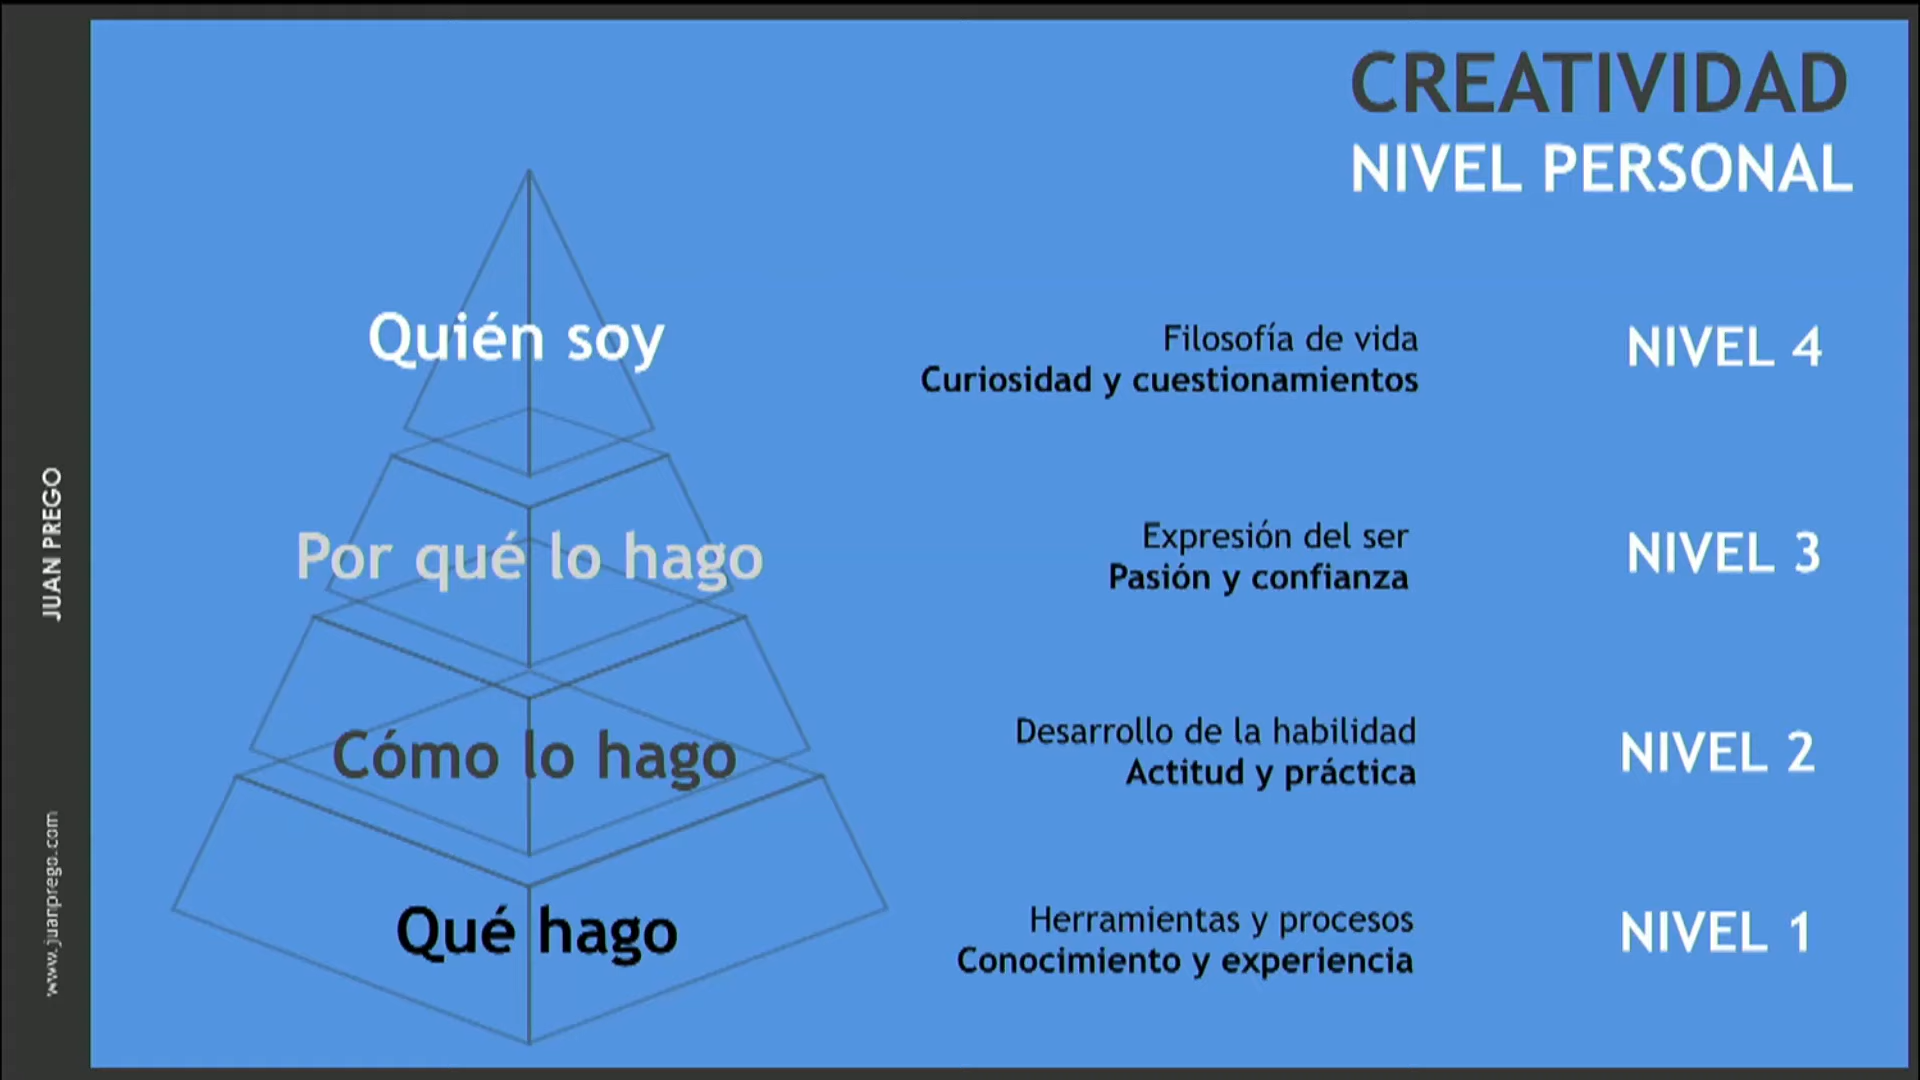 CREATIVIDAD
NIVEL PERSONAL
Quién soy
Filosofía de vida
Curiosidad y cuestionamientos
NIVEL 4
Por qué lo hago
Expresión del ser
Pasión y confianza
NIVEL 3
Cómo lo hago
Desarrollo de la habilidad
Actitud y práctica
NIVEL 2
Qué hago
Herramientas y procesos
Conocimiento y experiencia
NIVEL 1
JUAN PREGO
www.juanprego.com